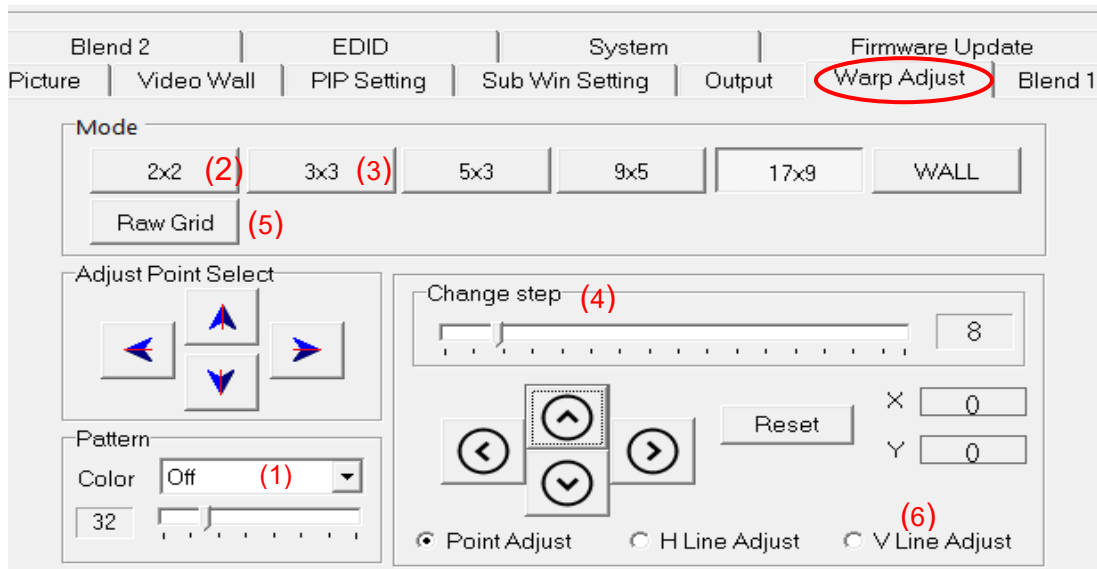 Blend 2 EDID System Firmware Update
Picture Video Wall PIP Setting Sub Win Setting Output Warp Adjust Blend 1
Mode
2x2 (2) 3x3 (3) 5x3 9x5 17x9 WALL
Raw Grid (5)
Adjust Point Select
Change step (4)
8
X 0
Reset
Y 0
Pattern
Color Off (1)
32
(6)
Point Adjust H Line Adjust V Line Adjust